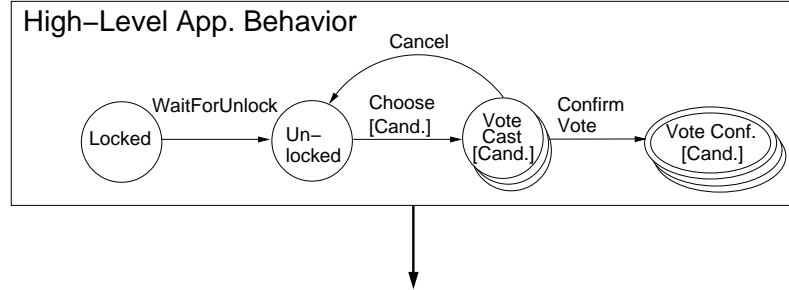 High–Level App. Behavior
Cancel
WaitForUnlock
Choose
[Cand.]
Confirm
Vote
Locked
Un–
locked
Vote
Cast
[Cand.]
Vote Conf.
[Cand.]